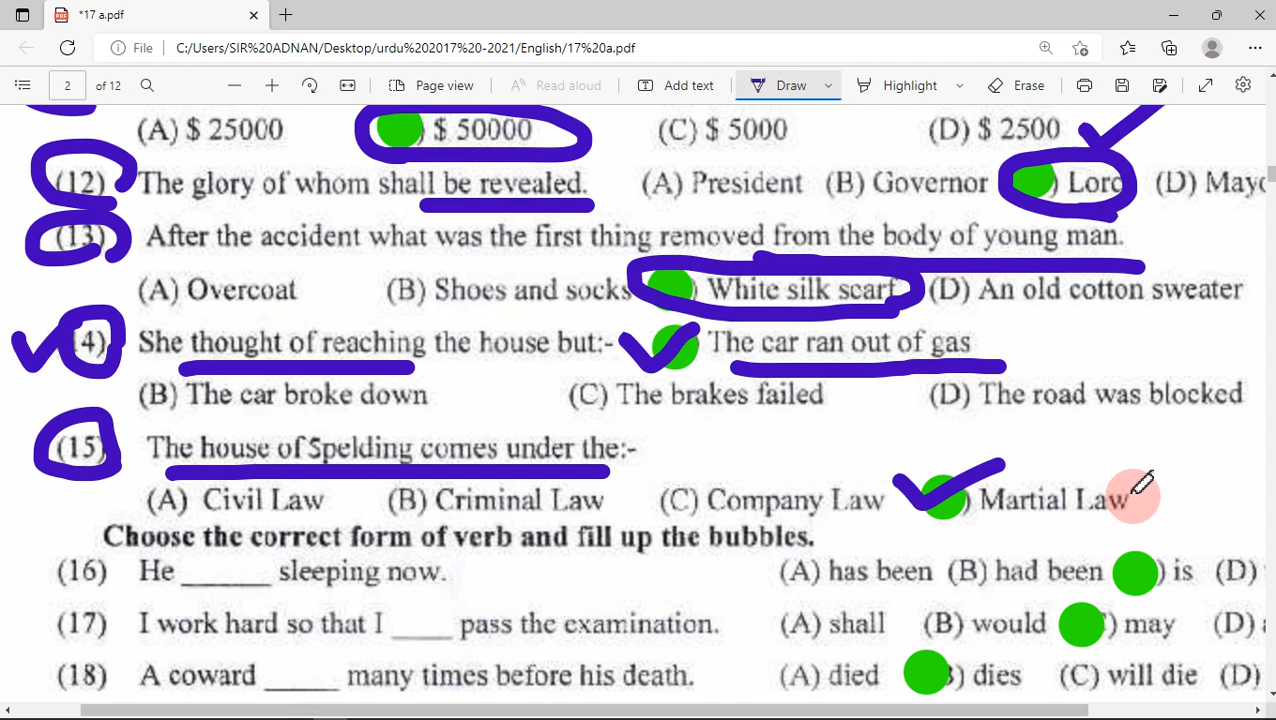 *17 a.pdf
File C:/Users/SIR%20ADNAN/Desktop/urdu%202017%20-2021/English/17%20a.pdf
2 of 12 Page view Read aloud Add text Draw Highlight Erase
(A) $ 25000 ) $ 50000 (C) $ 5000 (D) $ 2500
(12) The glory of whom shall be revealed. (A) President (B) Governor ) Lord (D) Mayo
(13) After the accident what was the first thing removed from the body of young man.
(A) Overcoat (B) Shoes and socks ) White silk scarf (D) An old cotton sweater
14) She thought of reaching the house but:- The car ran out of gas
(B) The car broke down (C) The brakes failed (D) The road was blocked
(15) The house of Spelding comes under the:-
(A) Civil Law (B) Criminal Law (C) Company Law ) Martial Law
Choose the correct form of verb and fill up the bubbles.
(16) He ______ sleeping now. (A) has been (B) had been ) is (D)
(17) I work hard so that I ____ pass the examination. (A) shall (B) would ) may (D)
(18) A coward _____ many times before his death. (A) died ) dies (C) will die (D)